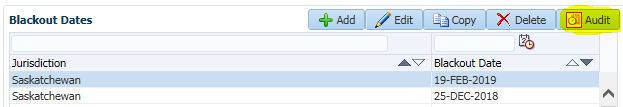 Blackout Dates Add Edit Copy Delete Audit
Jurisdiction Blackout Date
Saskatchewan 19-FEB-2019
Saskatchewan 25-DEC-2018